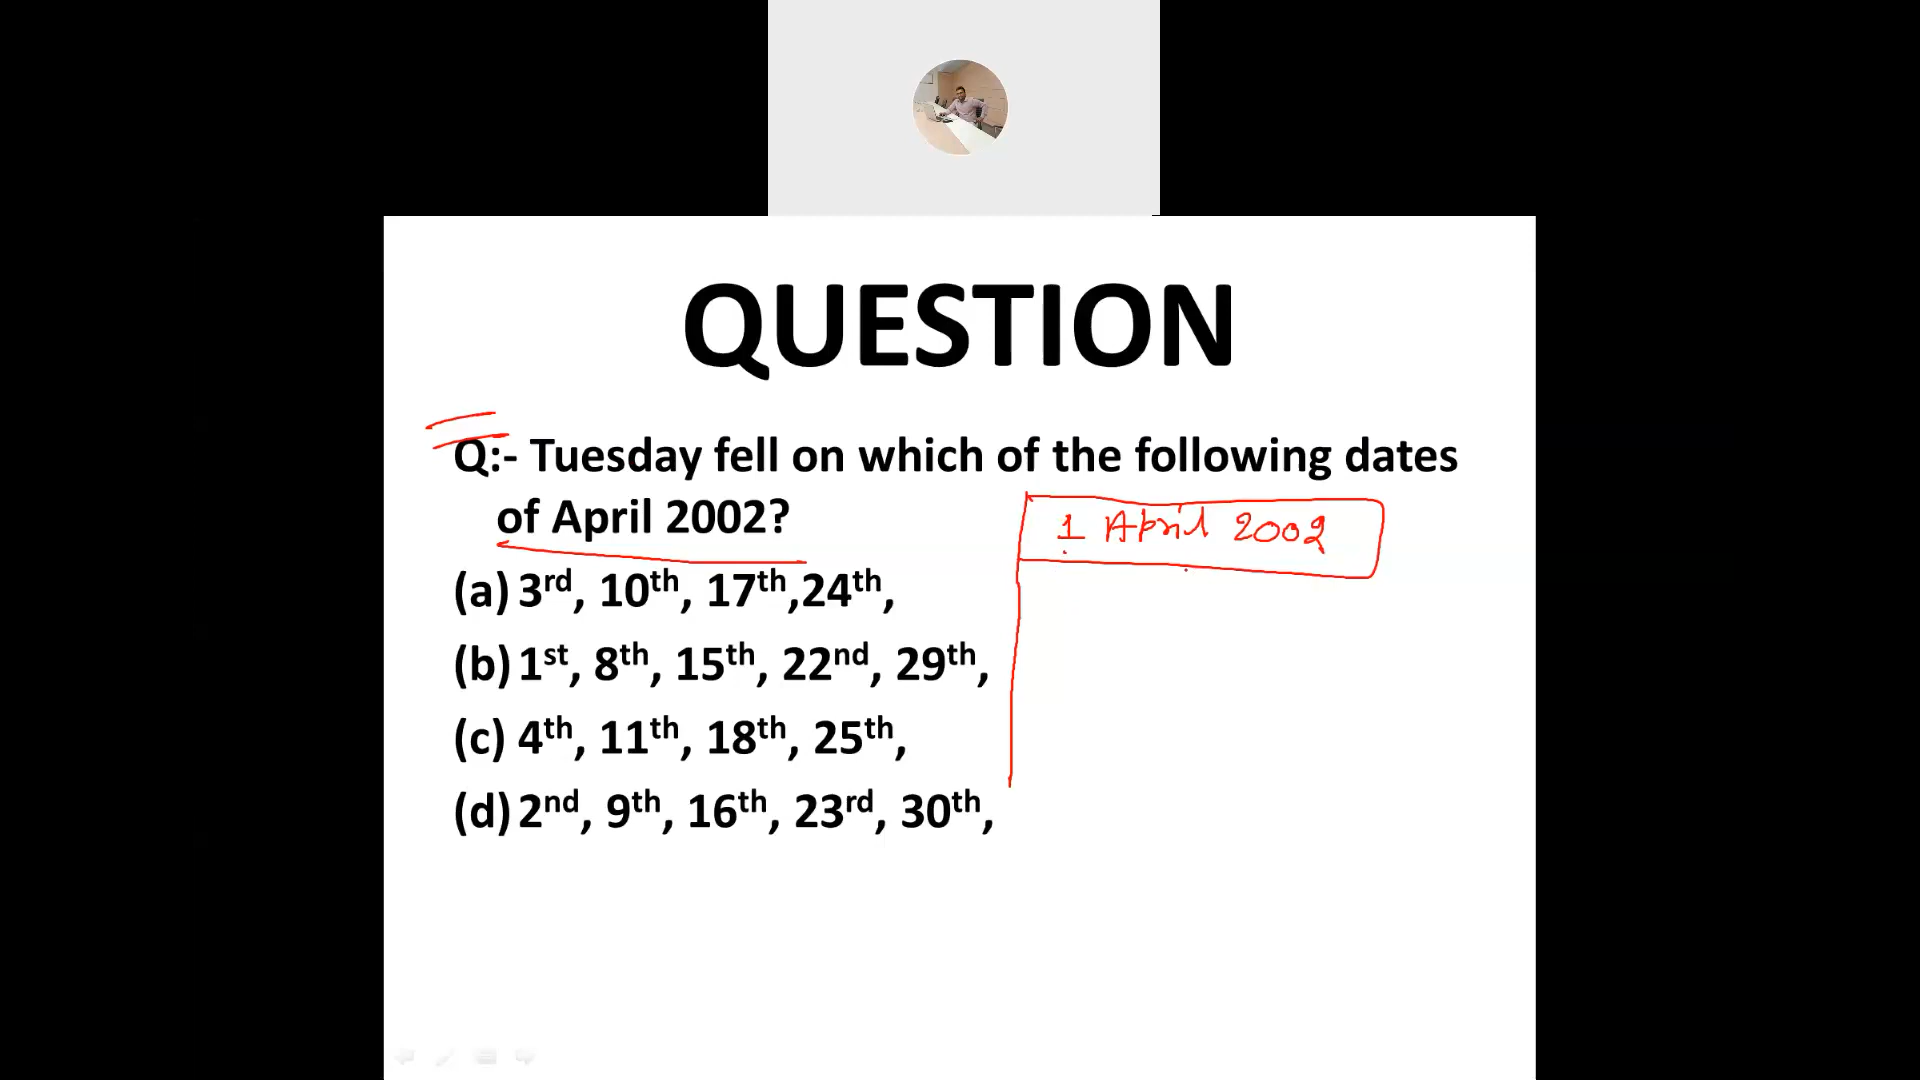 QUESTION
Q:- Tuesday fell on which of the following dates
of April 2002?
1 April 2002
(a) 3rd, 10th, 17th,24th,
(b) 1st, 8th, 15th, 22nd, 29th,
(c) 4th, 11th, 18th, 25th,
(d) 2nd, 9th, 16th, 23rd, 30th,